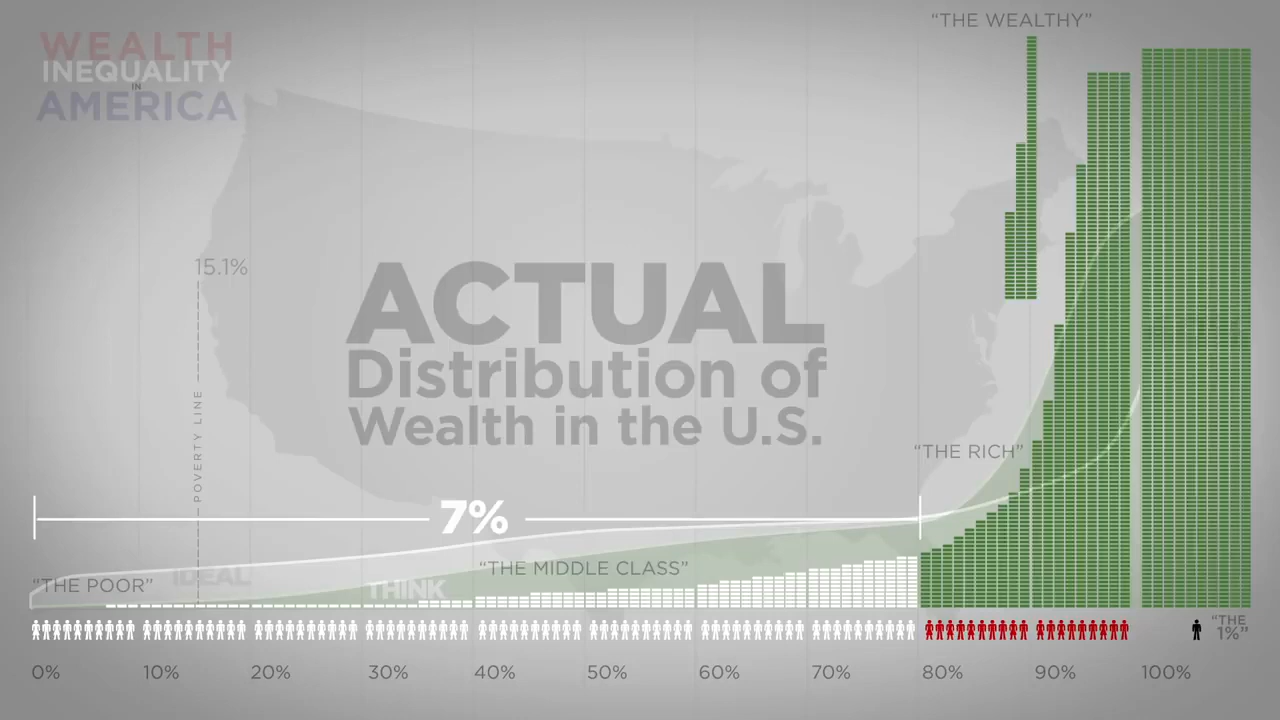 WEALTH
INEQUALITY
IN
AMERICA
"THE WEALTHY"
15.1%
POVERTY LINE
ACTUAL
Distribution of
Wealth in the U.S.
"THE RICH"
7%
"THE POOR"
IDEAL
THINK
"THE MIDDLE CLASS"
"THE
1%"
0% 10% 20% 30% 40% 50% 60% 70% 80% 90% 100%